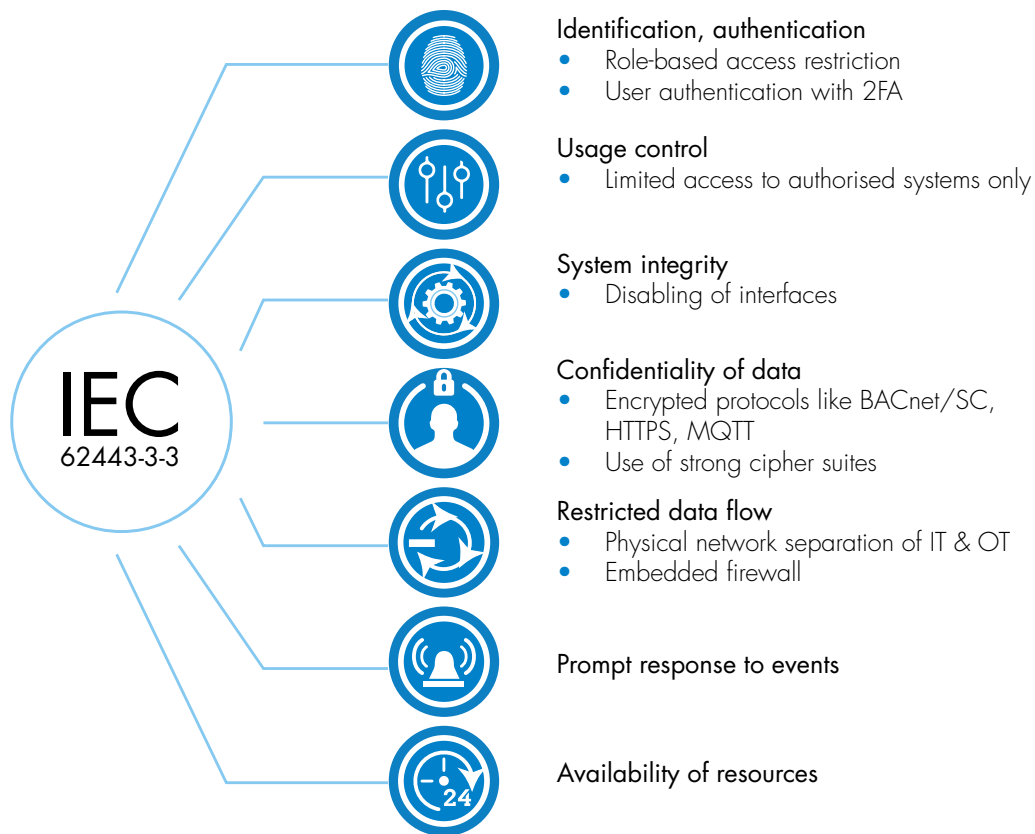 Identification, authentication
• Role-based access restriction
• User authentication with 2FA
Usage control
• Limited access to authorised systems only
System integrity
• Disabling of interfaces
IEC
62443-3-3
Confidentiality of data
• Encrypted protocols like BACnet/SC,
HTTPS, MQTT
• Use of strong cipher suites
Restricted data flow
• Physical network separation of IT & OT
• Embedded firewall
Prompt response to events
24
Availability of resources